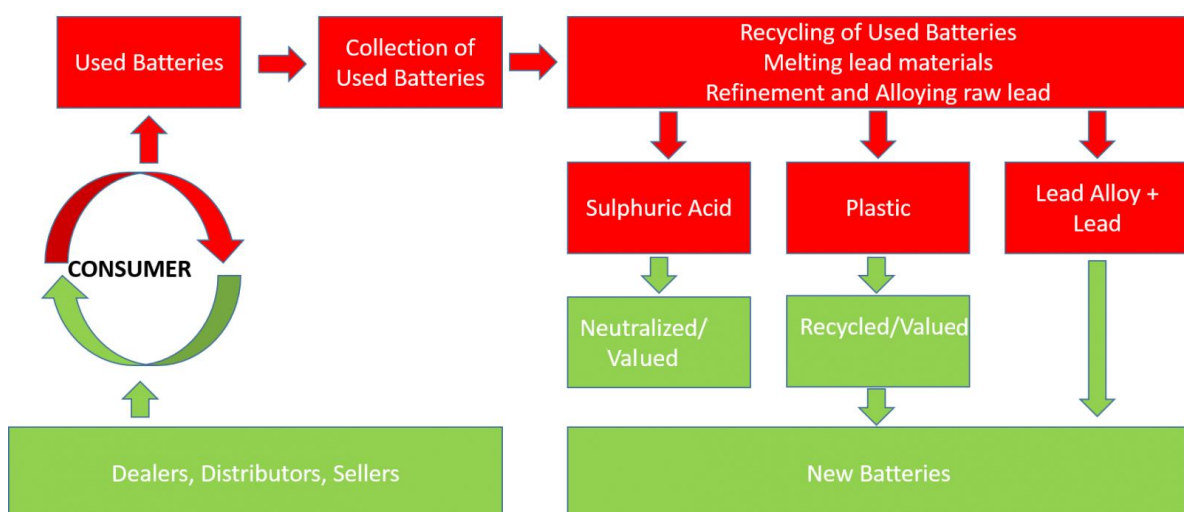 Used Batteries
Collection of
Used Batteries
Recycling of Used Batteries
Melting lead materials
Refinement and Alloying raw lead
Sulphuric Acid
Plastic
Lead Alloy +
Lead
CONSUMER
Neutralized/
Valued
Recycled/Valued
Dealers, Distributors, Sellers
New Batteries